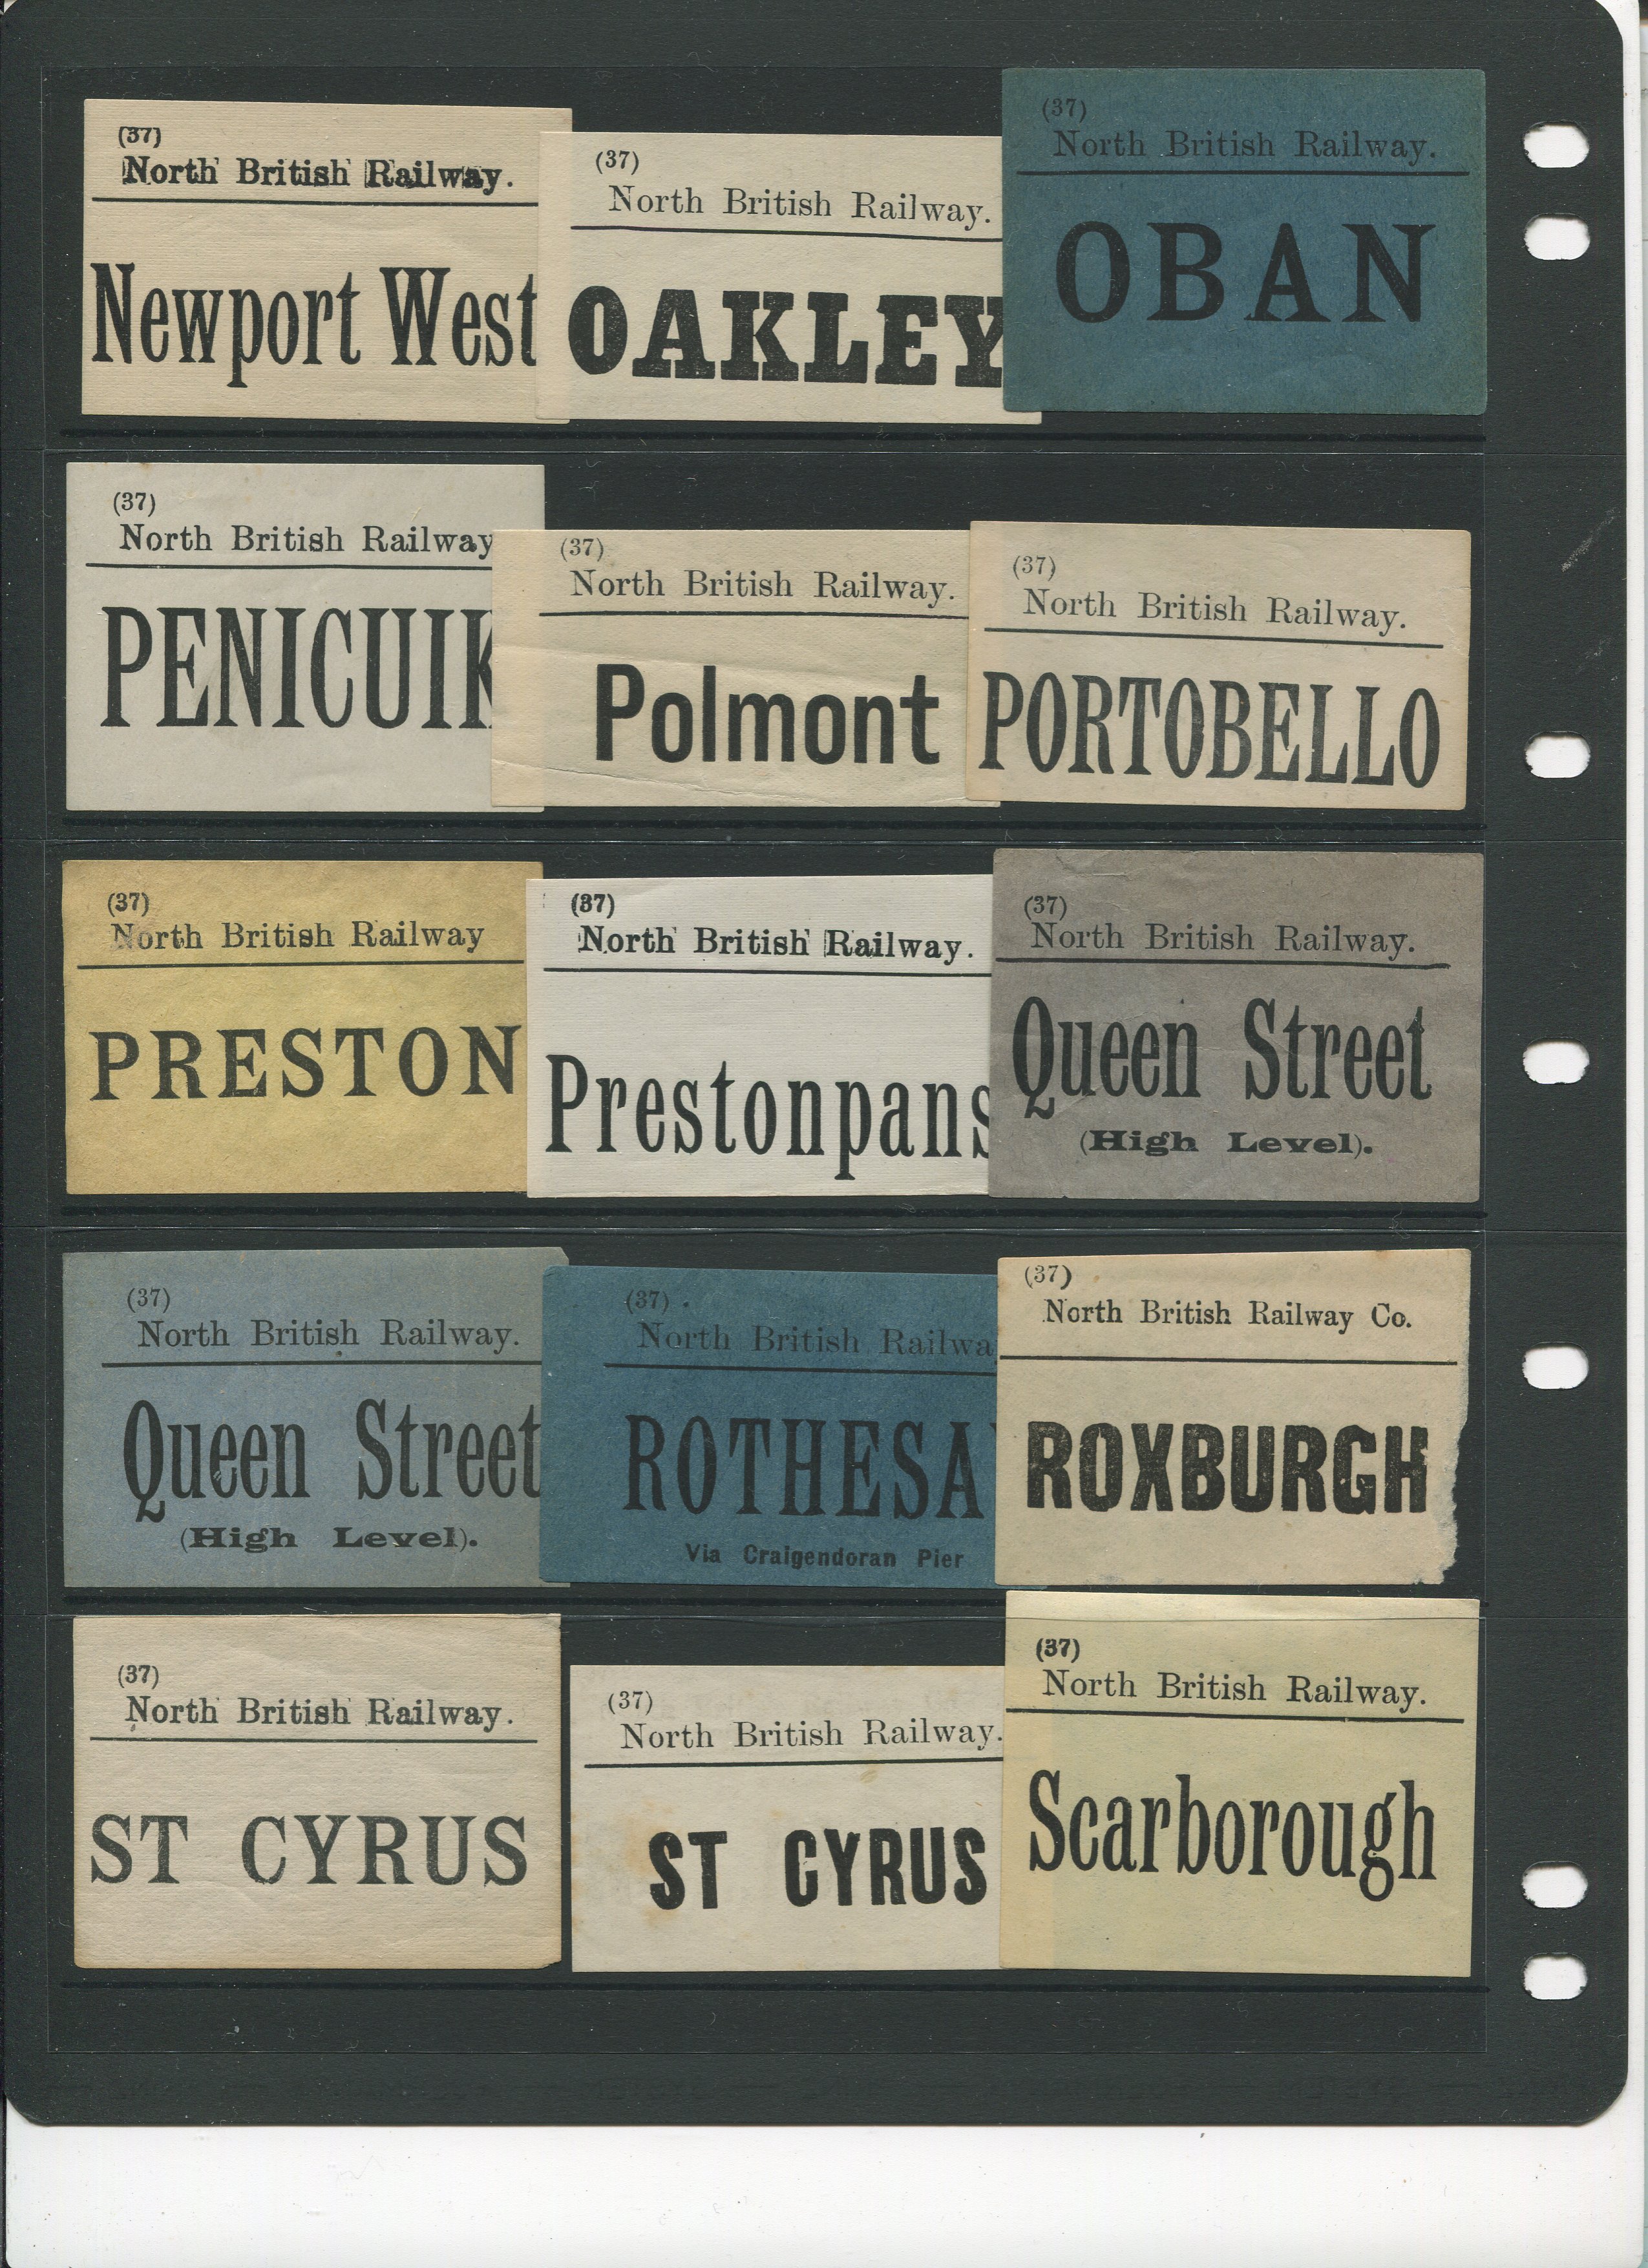 (37)
North British Railway.
Newport West
(37)
North British Railway.
OAKLEY
(37)
North British Railway.
OBAN
(37)
North British Railway
PENICUIK
(37)
North British Railway.
Polmont
(37)
North British Railway.
PORTOBELLO
(37)
North British Railway
PRESTON
(37)
North British Railway.
Prestonpans
(37)
North British Railway.
Queen Street
(High Level).
(37)
North British Railway.
Queen Street
(High Level).
(37)
North British Railwa
ROTHESA
Via Craigendoran Pier
(37)
North British Railway Co.
ROXBURGH
(37)
North British Railway.
ST CYRUS
(37)
North British Railway.
ST CYRUS
(37)
North British Railway.
Scarborough